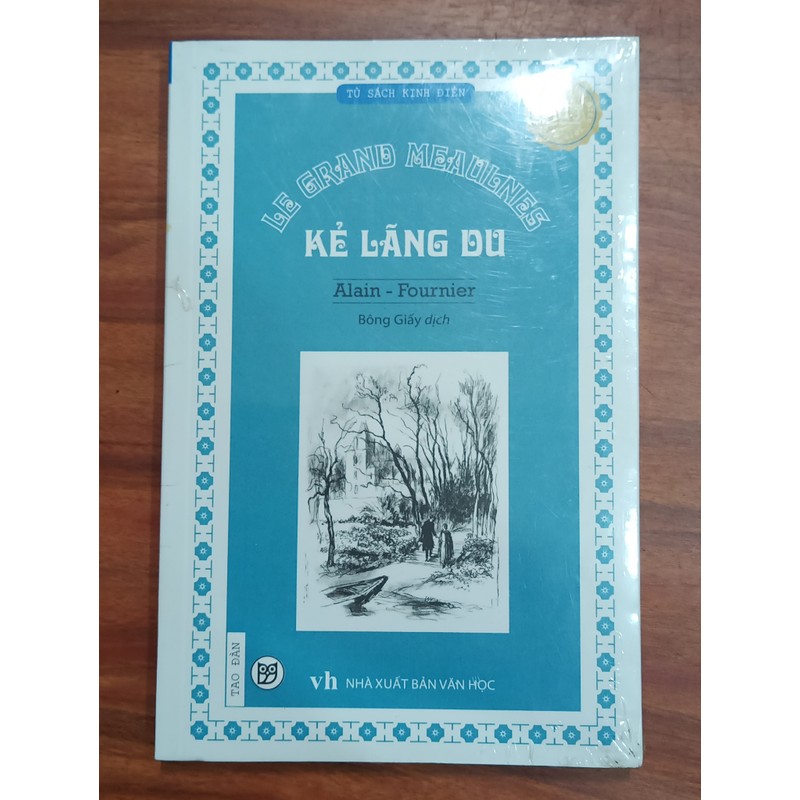 TỦ SÁCH KINH ĐIỂN
LE GRAND MEAULNES
KẺ LÃNG DU
Alain - Fournier
Bông Giấy dịch
TAO ĐÀN
vh NHÀ XUẤT BẢN VĂN HỌC